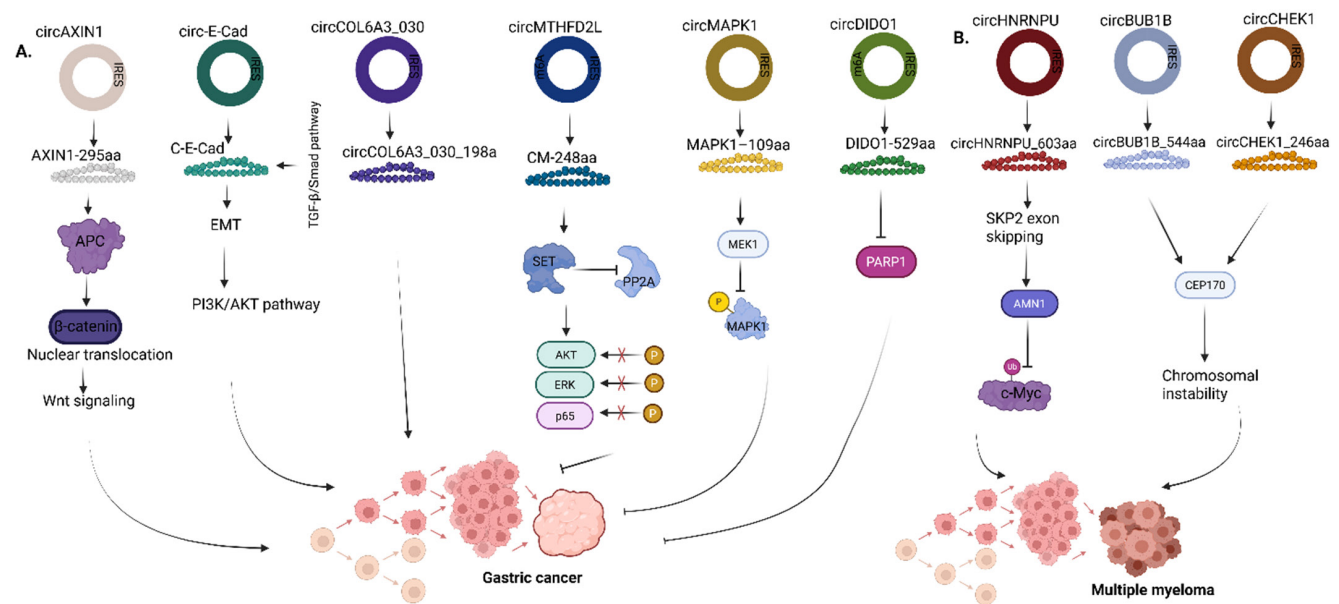 A.
circAXIN1
circ-E-Cad
circCOL6A3_030
circMTHFD2L
circMAPK1
circDIDO1
B.
circHNRNPU
circBUB1B
circCHEK1
IRES
IRES
IRES
m6A
IRES
m6A
IRES
IRES
IRES
AXIN1-295aa
C-E-Cad
TGF-β/Smad pathway
circCOL6A3_030_198a
CM-248aa
MAPK1–109aa
DIDO1-529aa
circHNRNPU_603aa
circBUB1B_544aa
circCHEK1_246aa
APC
EMT
SET
PP2A
MEK1
PARP1
SKP2 exon
skipping
PI3K/AKT pathway
P
MAPK1
AMN1
CEP170
β-catenin
Nuclear translocation
Wnt signaling
AKT
P
ERK
P
p65
P
Ub
c-Myc
Chromosomal
instability
Gastric cancer
Multiple myeloma